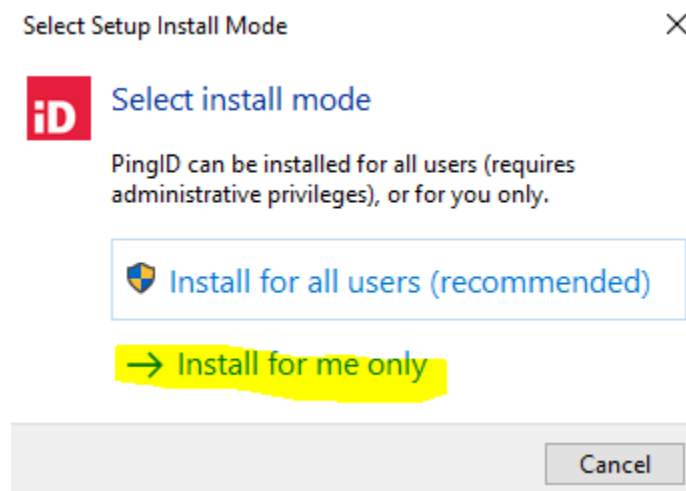 Select Setup Install Mode
iD
Select install mode
PingID can be installed for all users (requires
administrative privileges), or for you only.
Install for all users (recommended)
→ Install for me only
Cancel